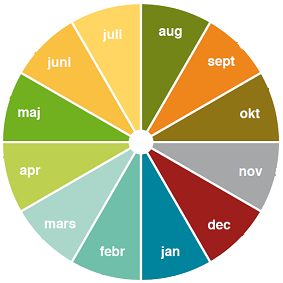 juli
aug
juni
sept
maj
okt
apr
nov
mars
dec
febr
jan